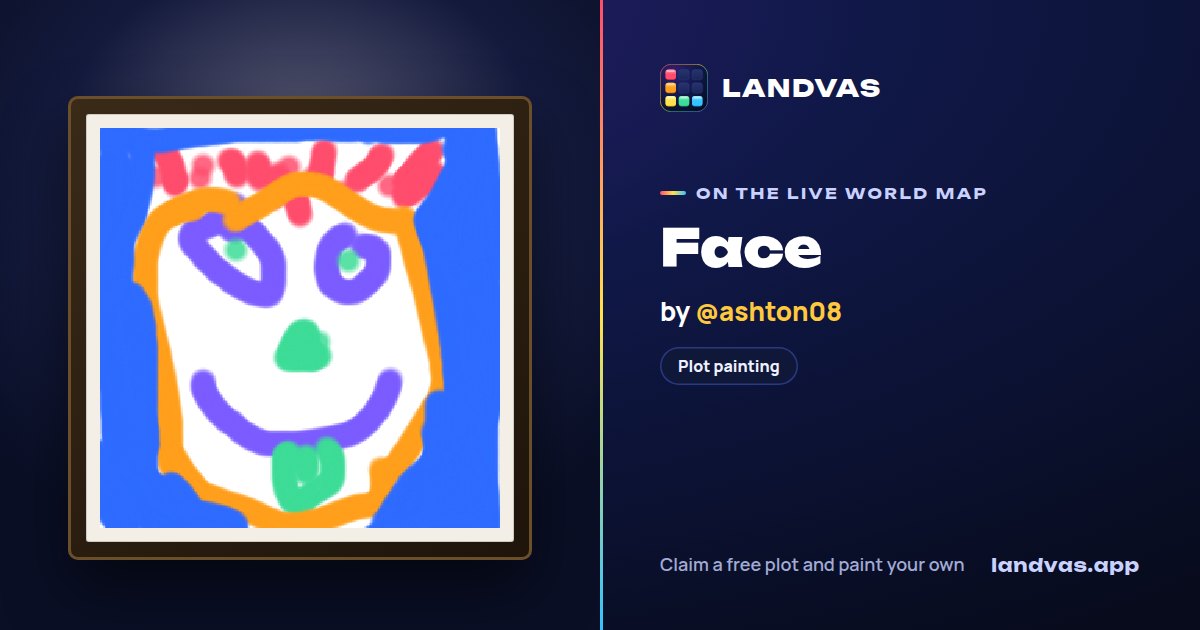 LANDVAS
ON THE LIVE WORLD MAP
Face
by @ashton08
Plot painting
Claim a free plot and paint your own landvas.app